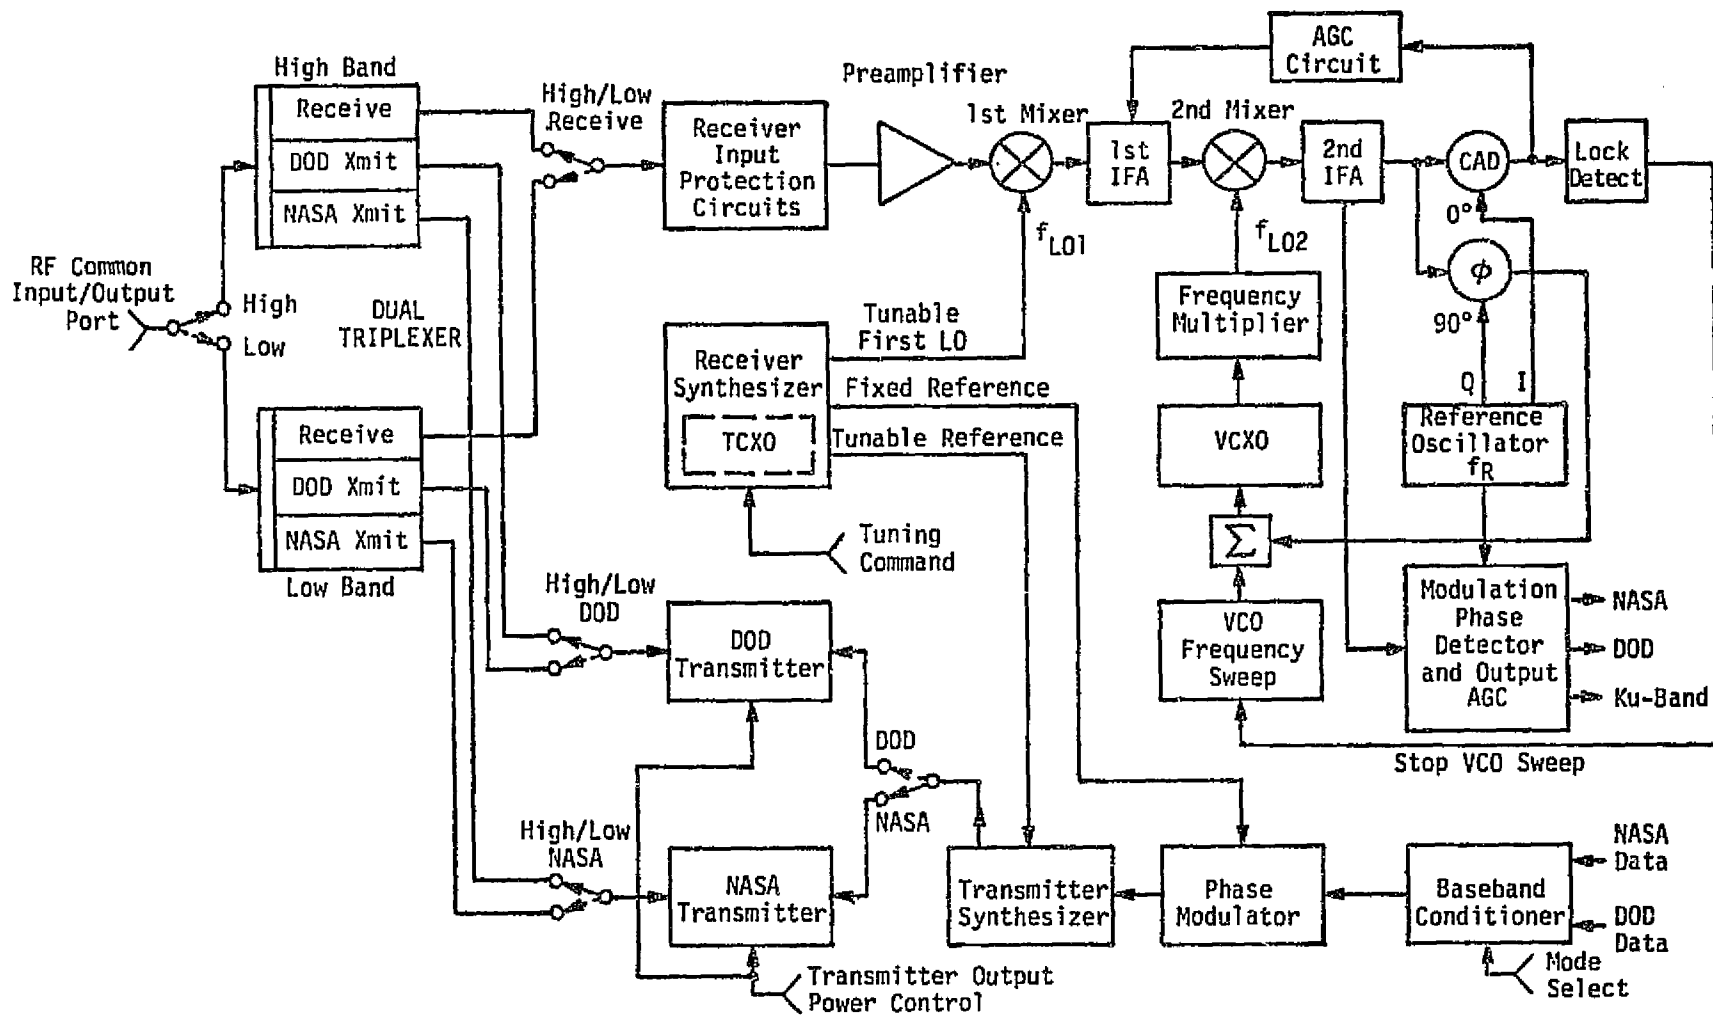 High Band
Receive
DOD Xmit
NASA Xmit
RF Common
Input/Output
Port
High
Low
DUAL
TRIPLEXER
Receive
DOD Xmit
NASA Xmit
Low Band
High/Low
Receive
Receiver
Input
Protection
Circuits
Preamplifier
1st Mixer
1st
IFA
2nd Mixer
2nd
IFA
AGC
Circuit
CAD
Lock
Detect
0°
ϕ
90°
Q I
Reference
Oscillator
fR
fLO1
fLO2
Frequency
Multiplier
VCXO
Σ
VCO
Frequency
Sweep
Receiver
Synthesizer
TCXO
Tunable
First LO
Fixed Reference
Tunable Reference
Tuning
Command
Modulation
Phase
Detector
and Output
AGC
NASA
DOD
Ku-Band
Stop VCO Sweep
High/Low
DOD
DOD
Transmitter
DOD
NASA
High/Low
NASA
NASA
Transmitter
Transmitter Output
Power Control
Transmitter
Synthesizer
Phase
Modulator
Baseband
Conditioner
NASA
Data
DOD
Data
Mode
Select